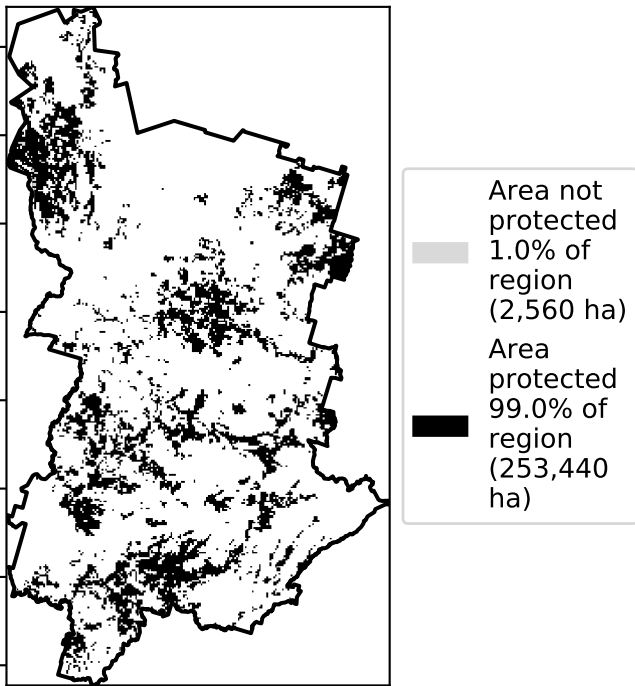 Area not
protected
1.0% of
region
(2,560 ha)
Area
protected
99.0% of
region
(253,440
ha)